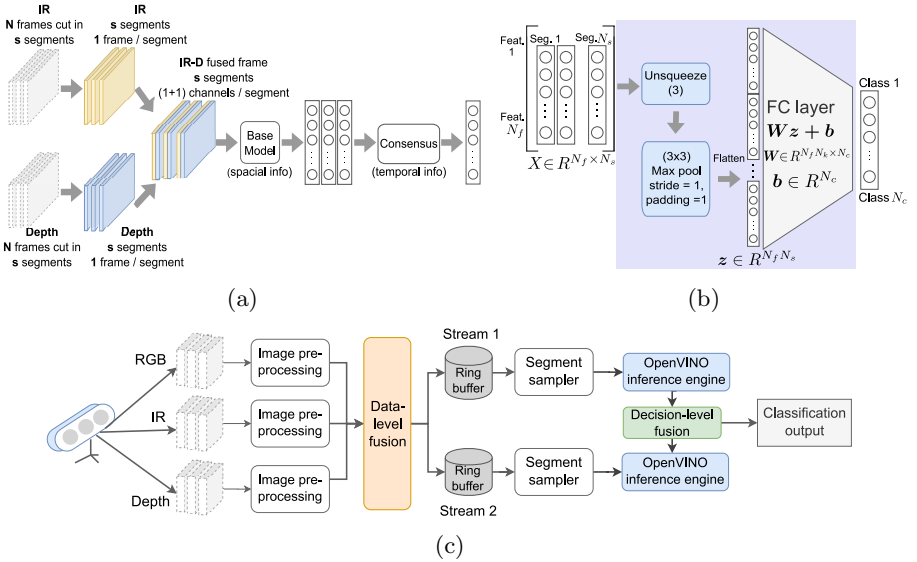 IR
N frames cut in
s segments
IR
s segments
1 frame / segment
IR-D fused frame
s segments
(1+1) channels / segment
Base
Model
(spacial info)
Consensus
(temporal info)
Depth
N frames cut in
s segments
Depth
s segments
1 frame / segment
(a)
Feat.
1
Seg. 1
Seg. N_s
Feat.
N_f
X ∈ R^{N_f × N_s}
Unsqueeze
(3)
(3x3)
Max pool
stride = 1,
padding =1
Flatten
z ∈ R^{N_f N_s}
FC layer
Wz + b
W ∈ R^{N_f N_k × N_c}
b ∈ R^{N_c}
Class 1
Class N_c
(b)
RGB
IR
Depth
Image pre-
processing
Image pre-
processing
Image pre-
processing
Data-
level
fusion
Stream 1
Ring
buffer
Segment
sampler
OpenVINO
inference engine
Decision-level
fusion
Classification
output
Ring
buffer
Stream 2
Segment
sampler
OpenVINO
inference engine
(c)